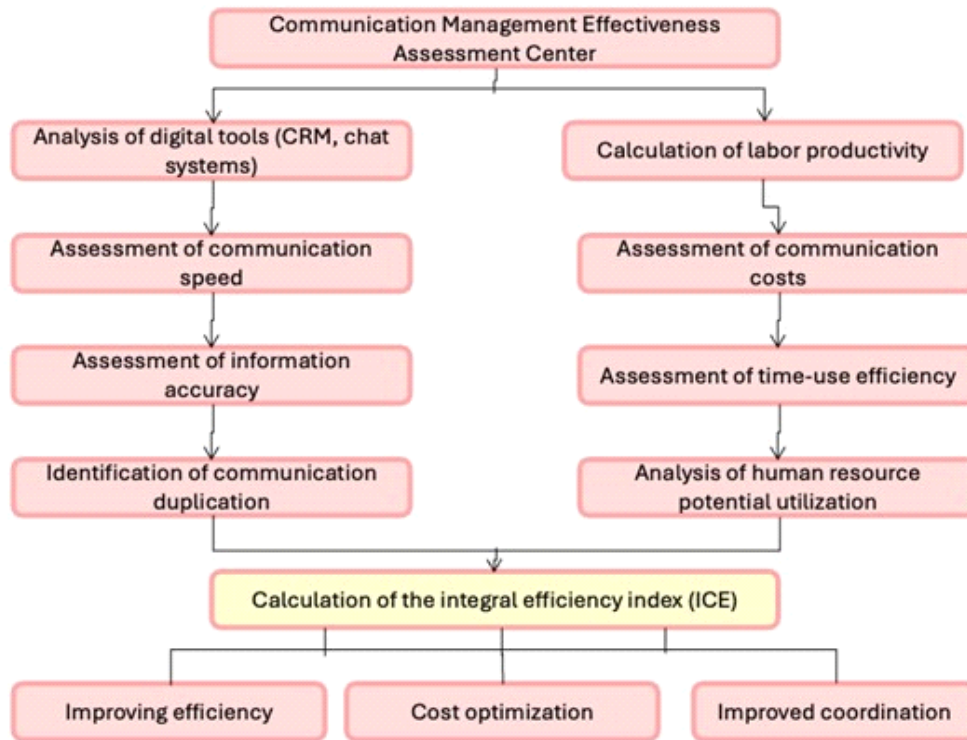 Communication Management Effectiveness
Assessment Center
Analysis of digital tools (CRM, chat
systems)
Calculation of labor productivity
Assessment of communication
speed
Assessment of communication
costs
Assessment of information
accuracy
Assessment of time-use efficiency
Identification of communication
duplication
Analysis of human resource
potential utilization
Calculation of the integral efficiency index (ICE)
Improving efficiency
Cost optimization
Improved coordination